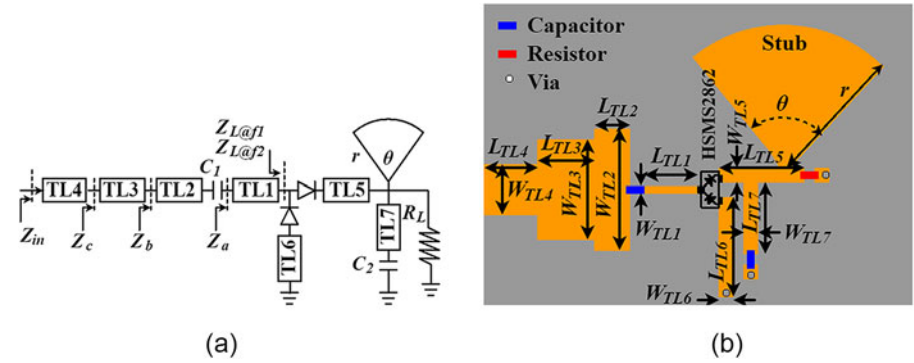 Z_L@f1
Z_L@f2
C_1
r
θ
TL4
TL3
TL2
TL1
TL5
Z_in
Z_c
Z_b
Z_a
TL6
TL7
C_2
R_L
(a)
Capacitor
Resistor
Via
Stub
r
θ
HSMS2862
L_TL2
L_TL3
L_TL4
L_TL1
W_TL5
L_TL5
W_TL4
W_TL3
W_TL2
W_TL1
L_TL7
W_TL7
L_TL6
W_TL6
(b)